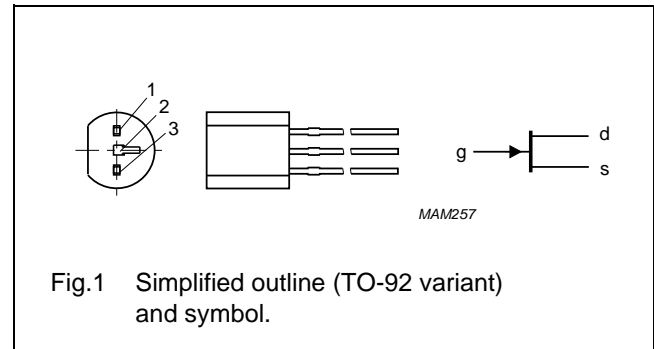 1
2
3
g
d
s
MAM257
Fig.1 Simplified outline (TO-92 variant)
and symbol.